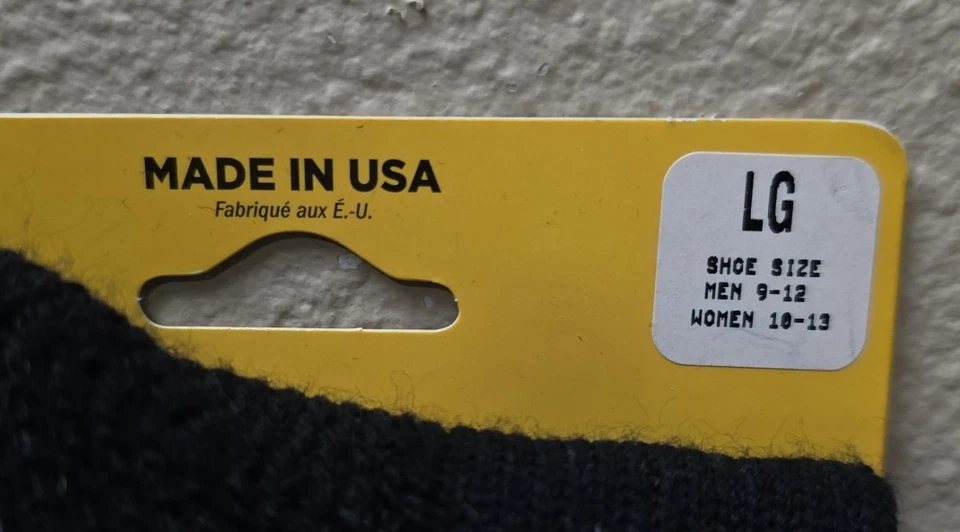 MADE IN USA
Fabriqué aux É.-U.
LG
SHOE SIZE
MEN 9-12
WOMEN 10-13